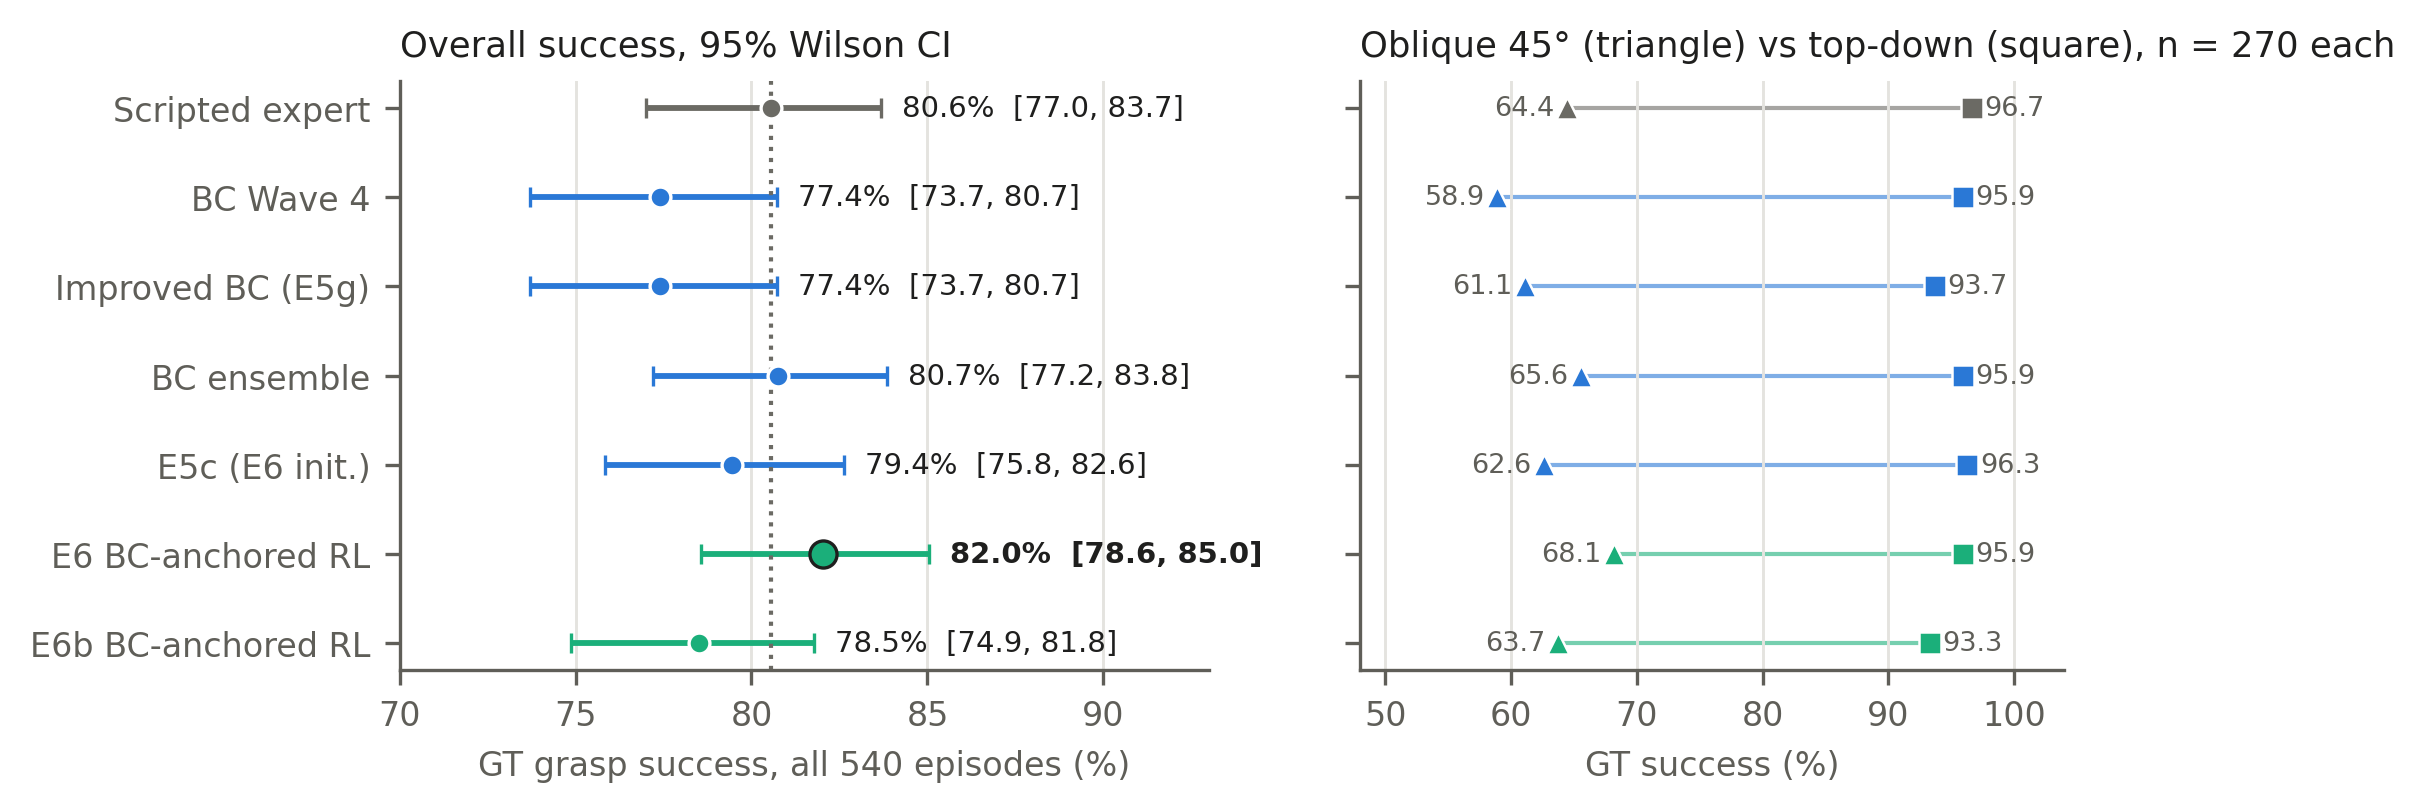 Overall success, 95% Wilson CI
Scripted expert
80.6% [77.0, 83.7]
BC Wave 4
77.4% [73.7, 80.7]
Improved BC (E5g)
77.4% [73.7, 80.7]
BC ensemble
80.7% [77.2, 83.8]
E5c (E6 init.)
79.4% [75.8, 82.6]
E6 BC-anchored RL
82.0% [78.6, 85.0]
E6b BC-anchored RL
78.5% [74.9, 81.8]
70 75 80 85 90
GT grasp success, all 540 episodes (%)
Oblique 45° (triangle) vs top-down (square), n = 270 each
64.4 96.7
58.9 95.9
61.1 93.7
65.6 95.9
62.6 96.3
68.1 95.9
63.7 93.3
50 60 70 80 90 100
GT success (%)